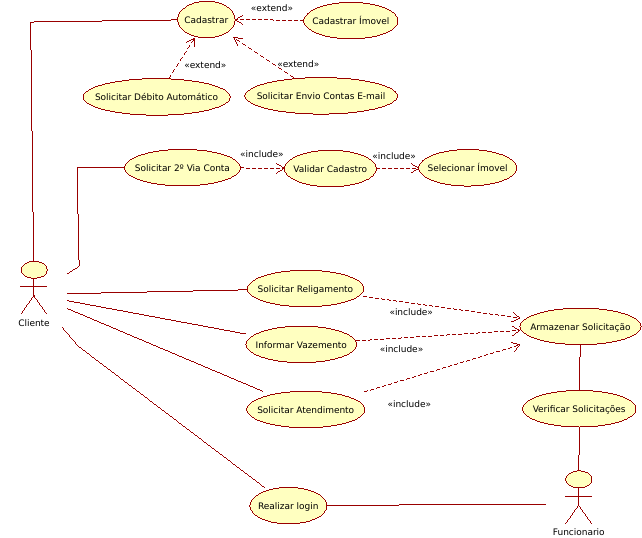 «extend»
Cadastrar
Cadastrar Ímovel
«extend»
«extend»
Solicitar Débito Automático
Solicitar Envio Contas E-mail
«include»
«include»
Solicitar 2º Via Conta
Validar Cadastro
Selecionar Ímovel
Cliente
Solicitar Religamento
«include»
Armazenar Solicitação
Informar Vazemento
«include»
Solicitar Atendimento
«include»
Verificar Solicitações
Realizar login
Funcionario